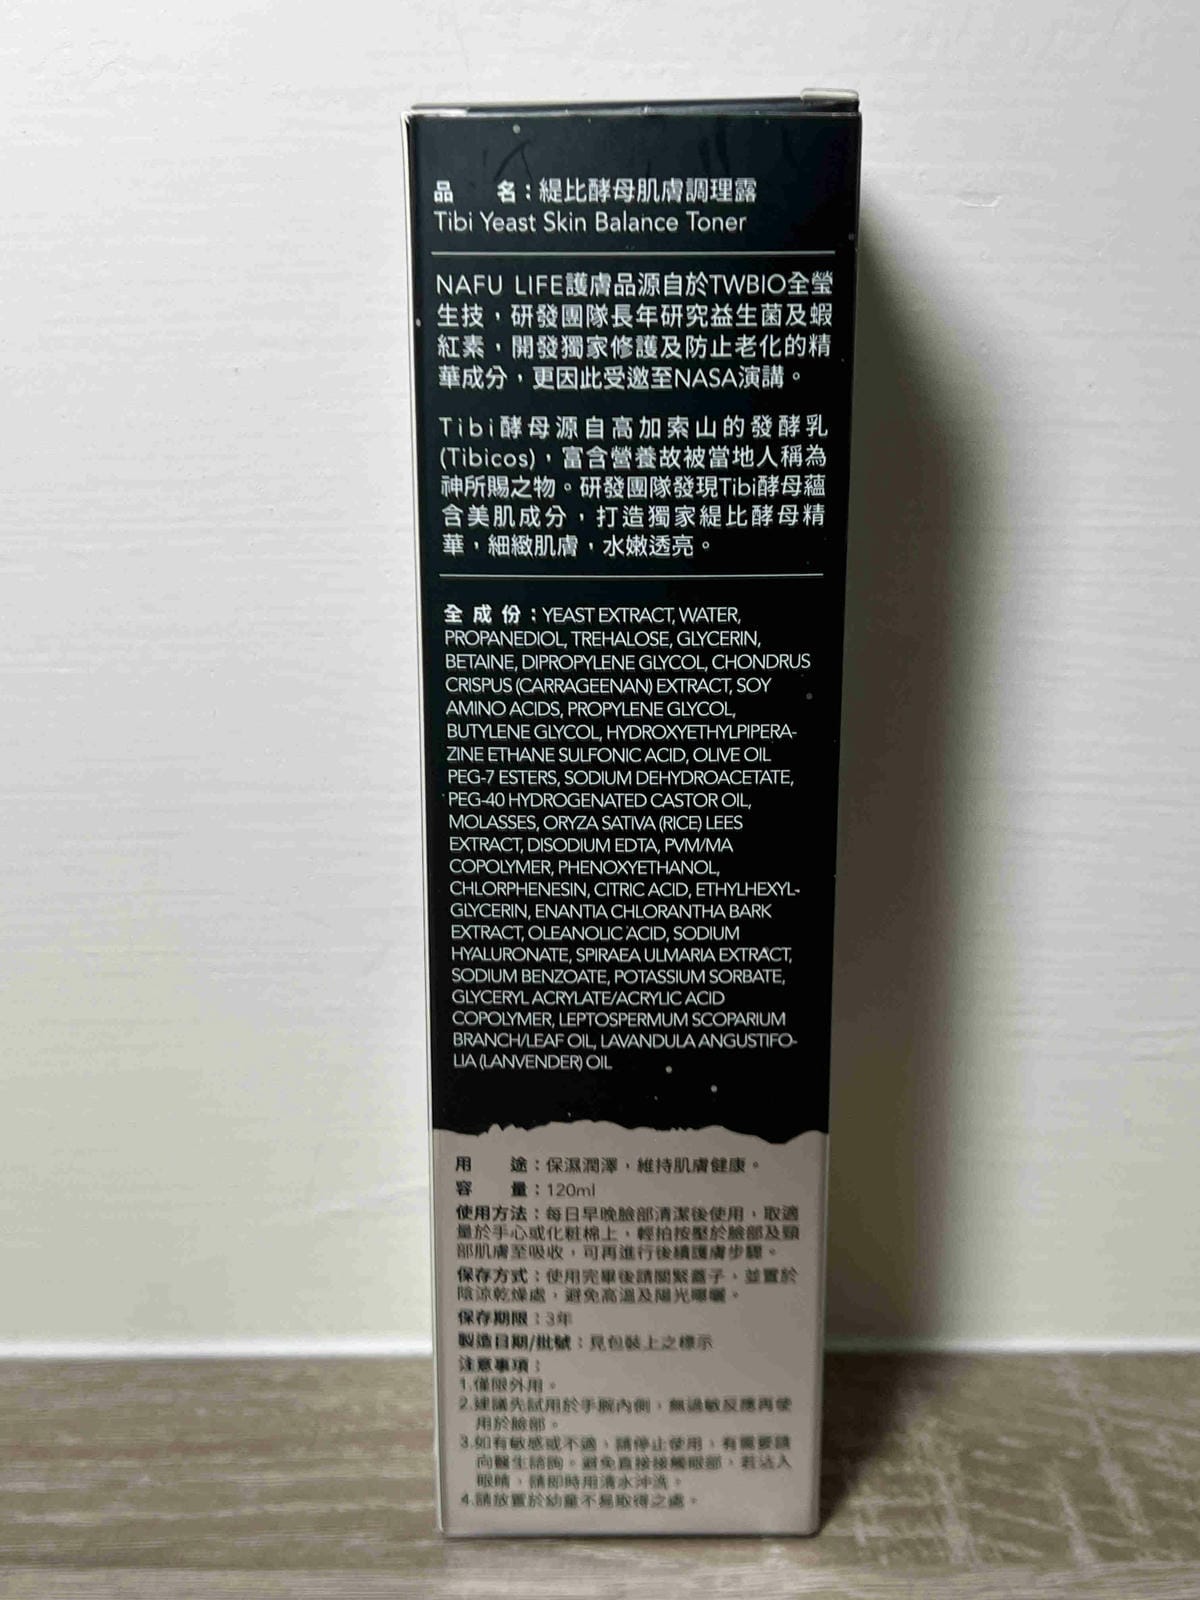 品 名：緹比酵母肌膚調理露
Tibi Yeast Skin Balance Toner
NAFU LIFE護膚品源自於TWBIO全瑩
生技，研發團隊長年研究益生菌及蝦
紅素，開發獨家修護及防止老化的精
華成分，更因此受邀至NASA演講。
Tibi酵母源自高加索山的發酵乳
(Tibicos)，富含營養故被當地人稱為
神所賜之物。研發團隊發現Tibi酵母蘊
含美肌成分，打造獨家緹比酵母精
華，細緻肌膚，水嫩透亮。
全成份：YEAST EXTRACT, WATER,
PROPANEDIOL, TREHALOSE, GLYCERIN,
BETAINE, DIPROPYLENE GLYCOL, CHONDRUS
CRISPUS (CARRAGEENAN) EXTRACT, SOY
AMINO ACIDS, PROPYLENE GLYCOL,
BUTYLENE GLYCOL, HYDROXYETHYLPIPERA-
ZINE ETHANE SULFONIC ACID, OLIVE OIL
PEG-7 ESTERS, SODIUM DEHYDROACETATE,
PEG-40 HYDROGENATED CASTOR OIL,
MOLASSES, ORYZA SATIVA (RICE) LEES
EXTRACT, DISODIUM EDTA, PVM/MA
COPOLYMER, PHENOXYETHANOL,
CHLORPHENESIN, CITRIC ACID, ETHYLHEXYL-
GLYCERIN, ENANTIA CHLORANTHA BARK
EXTRACT, OLEANOLIC ACID, SODIUM
HYALURONATE, SPIRAEA ULMARIA EXTRACT,
SODIUM BENZOATE, POTASSIUM SORBATE,
GLYCERYL ACRYLATE/ACRYLIC ACID
COPOLYMER, LEPTOSPERMUM SCOPARIUM
BRANCH/LEAF OIL, LAVANDULA ANGUSTIFO-
LIA (LANVENDER) OIL
用 途：保濕潤澤，維持肌膚健康。
容 量：120ml
使用方法：每日早晚臉部清潔後使用，取適
量於手心或化粧棉上，輕拍按壓於臉部及頸
部肌膚至吸收，可再進行後續護膚步驟。
保存方式：使用完畢後請關緊蓋子，並置於
陰涼乾燥處，避免高溫及陽光曝曬。
保存期限：3年
製造日期/批號：見包裝上之標示
注意事項：
1.僅限外用。
2.建議先試用於手腕內側，無過敏反應再使
用於臉部。
3.如有敏感或不適，請停止使用，有需要請
向醫生諮詢。避免直接接觸眼部，若沾入
眼睛，請即時用清水沖洗。
4.請放置於幼童不易取得之處。